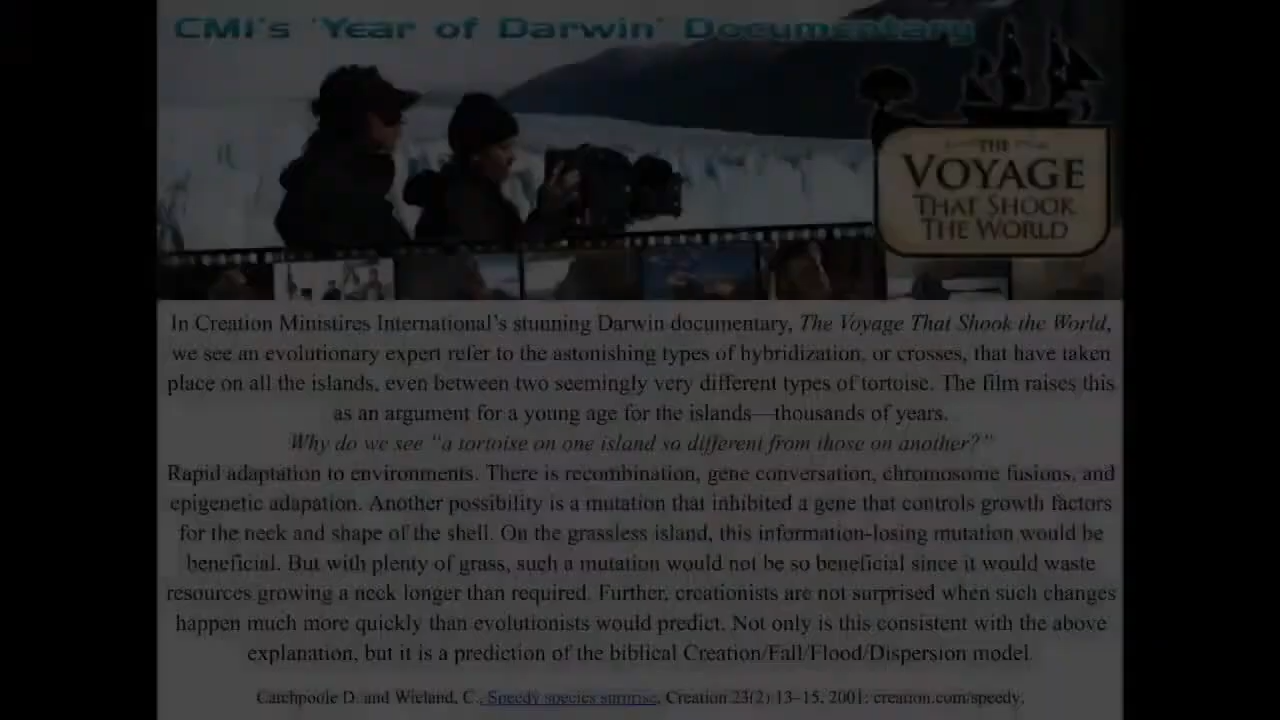 CMI's 'Year of Darwin' Documentary
THE
VOYAGE
THAT SHOOK
THE WORLD
In Creation Ministires International's stunning Darwin documentary, The Voyage That Shook the World,
we see an evolutionary expert refer to the astonishing types of hybridization, or crosses, that have taken
place on all the islands, even between two seemingly very different types of tortoise. The film raises this
as an argument for a young age for the islands—thousands of years.
Why do we see “a tortoise on one island so different from those on another?”
Rapid adaptation to environments. There is recombination, gene conversation, chromosome fusions, and
epigenetic adapation. Another possibility is a mutation that inhibited a gene that controls growth factors
for the neck and shape of the shell. On the grassless island, this information-losing mutation would be
beneficial. But with plenty of grass, such a mutation would not be so beneficial since it would waste
resources growing a neck longer than required. Further, creationists are not surprised when such changes
happen much more quickly than evolutionists would predict. Not only is this consistent with the above
explanation, but it is a prediction of the biblical Creation/Fall/Flood/Dispersion model.
Catchpoole D. and Wieland, C., Speedy species surprise, Creation 23(2):13–15, 2001; creation.com/speedy.